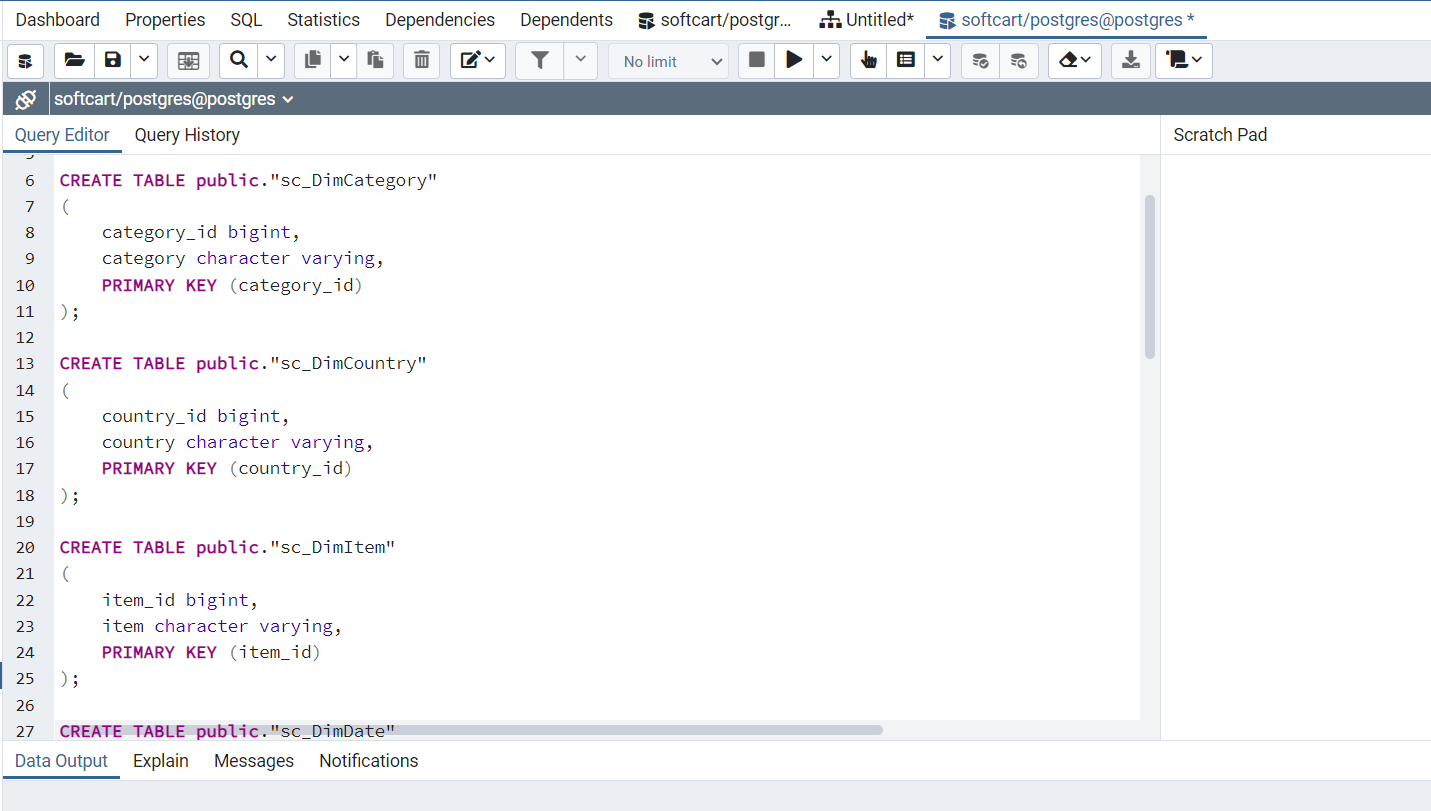 Dashboard Properties SQL Statistics Dependencies Dependents softcart/postgr... Untitled* softcart/postgres@postgres *
No limit
softcart/postgres@postgres
Query Editor Query History Scratch Pad
6 CREATE TABLE public."sc_DimCategory"
7 (
8 category_id bigint,
9 category character varying,
10 PRIMARY KEY (category_id)
11 );
12
13 CREATE TABLE public."sc_DimCountry"
14 (
15 country_id bigint,
16 country character varying,
17 PRIMARY KEY (country_id)
18 );
19
20 CREATE TABLE public."sc_DimItem"
21 (
22 item_id bigint,
23 item character varying,
24 PRIMARY KEY (item_id)
25 );
26
27 CREATE TABLE public."sc_DimDate"
Data Output Explain Messages Notifications